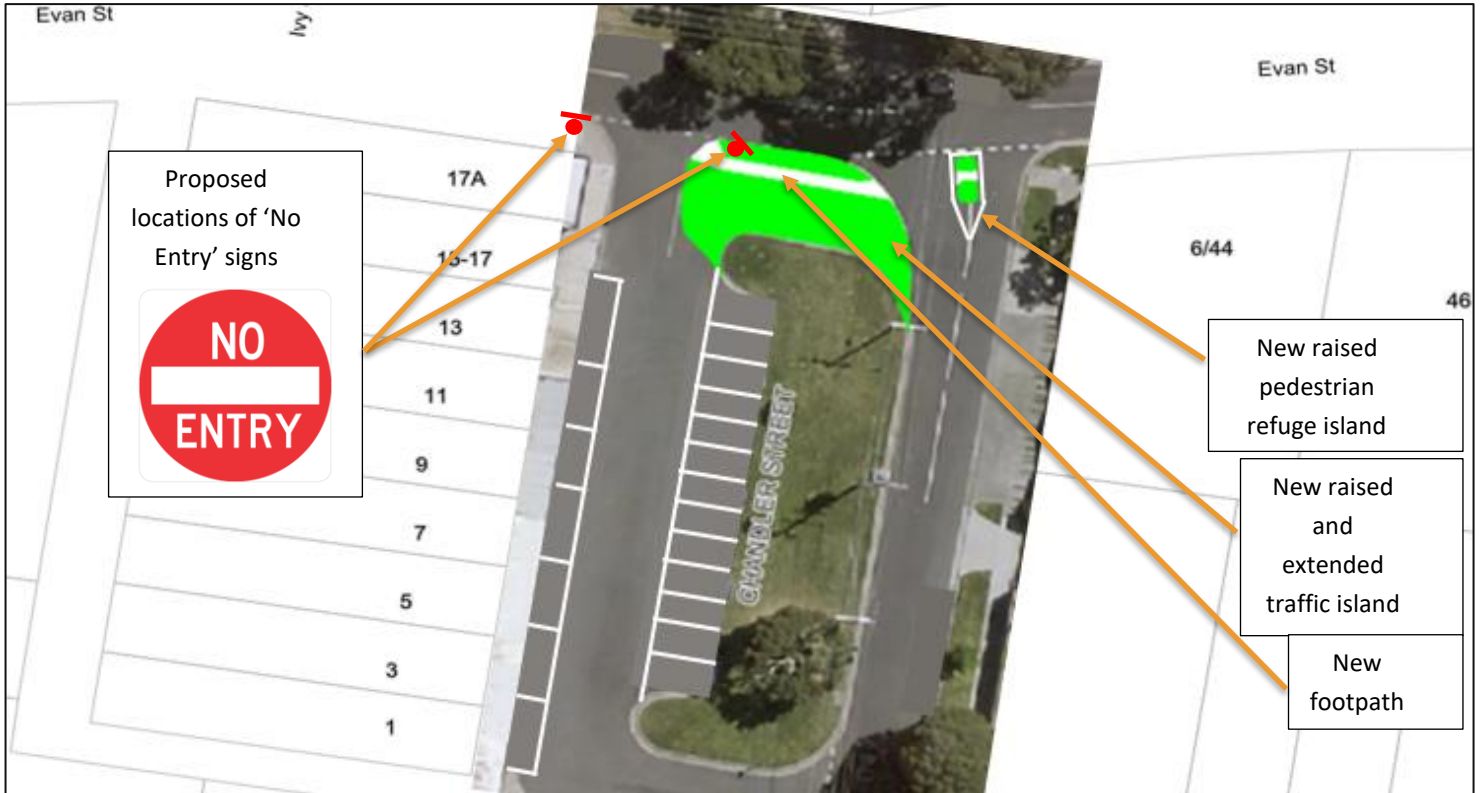 Evan St
Ivy
Evan St
Proposed
locations of ‘No
Entry’ signs
NO
ENTRY
17A
15-17
13
11
9
7
5
3
1
CHANDLER STREET
6/44
46
New raised
pedestrian
refuge island
New raised
and
extended
traffic island
New
footpath